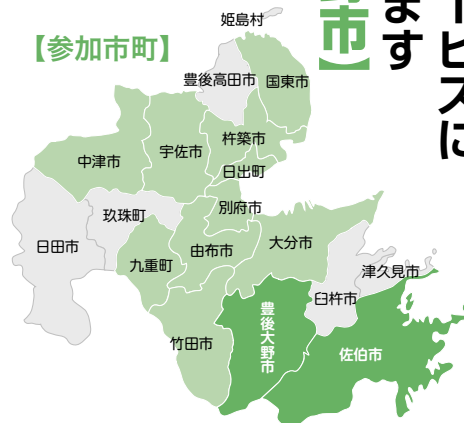 ービスに
ます
野市】
【参加市町】
姫島村
豊後高田市
国東市
中津市
宇佐市
杵築市
日出町
玖珠町
別府市
日田市
九重町
由布市
大分市
津久見市
臼杵市
竹田市
豊後大野市
佐伯市